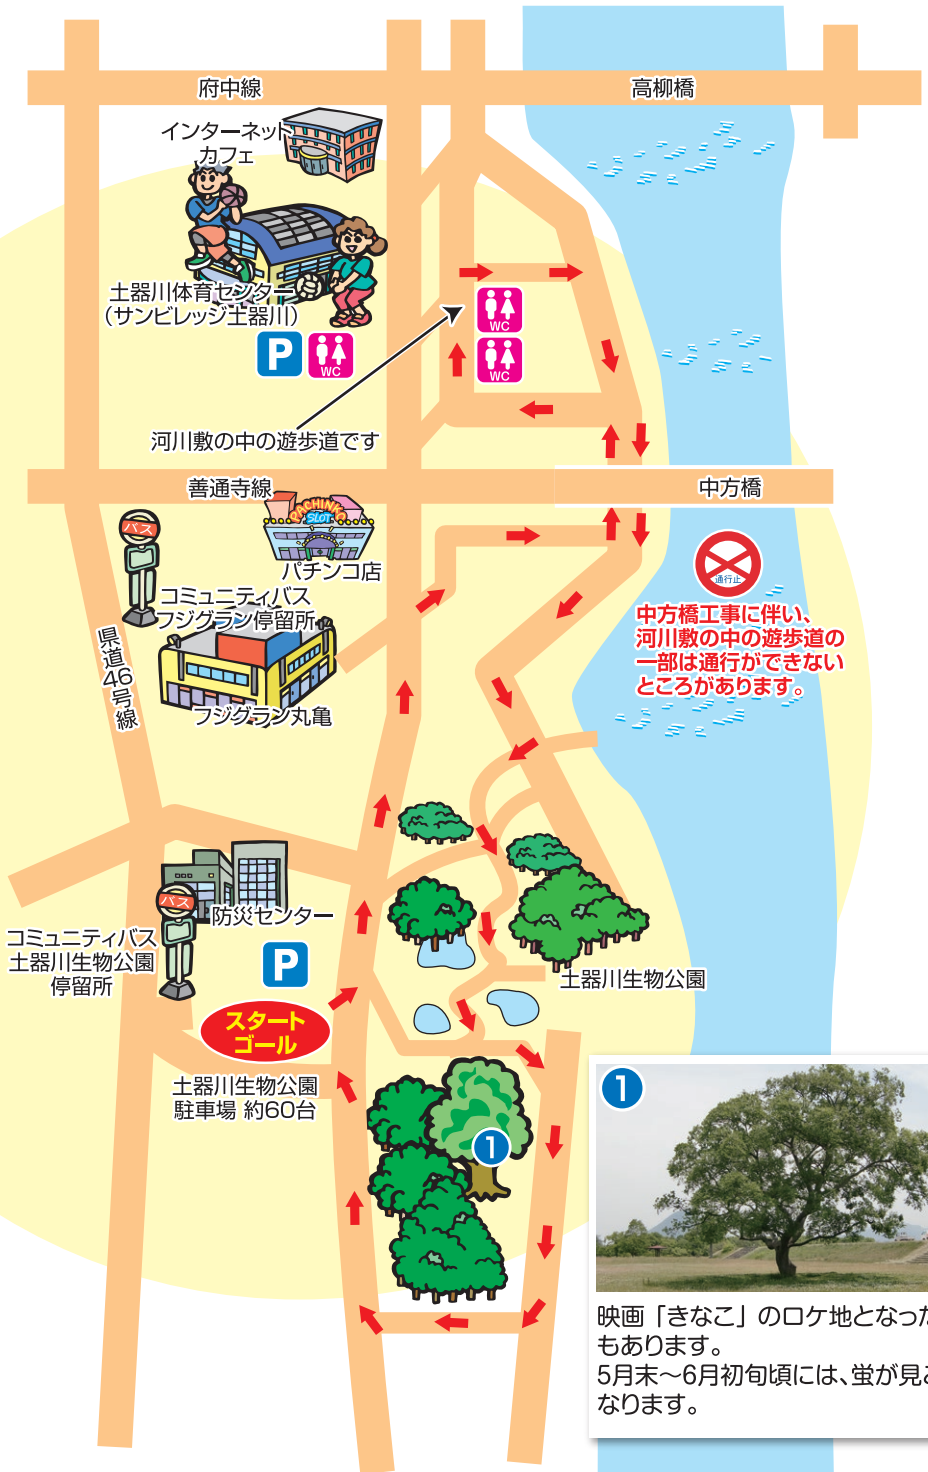 府中線
高柳橋
インターネット
カフェ
土器川体育センター
（サンビレッジ土器川）
P
WC
WC
WC
河川敷の中の遊歩道です
善通寺線
中方橋
PACHINKO
SLOT
パチンコ店
バス
コミュニティバス
フジグラン停留所
通行止
中方橋工事に伴い、
河川敷の中の遊歩道の
一部は通行ができない
ところがあります。
県道46号線
フジグラン丸亀
防災センター
バス
コミュニティバス
土器川生物公園
停留所
P
土器川生物公園
スタート
ゴール
土器川生物公園
駐車場 約60台
1
1
映画「きなこ」のロケ地となった
もあります。
5月末～6月初旬頃には、蛍が見
なります。